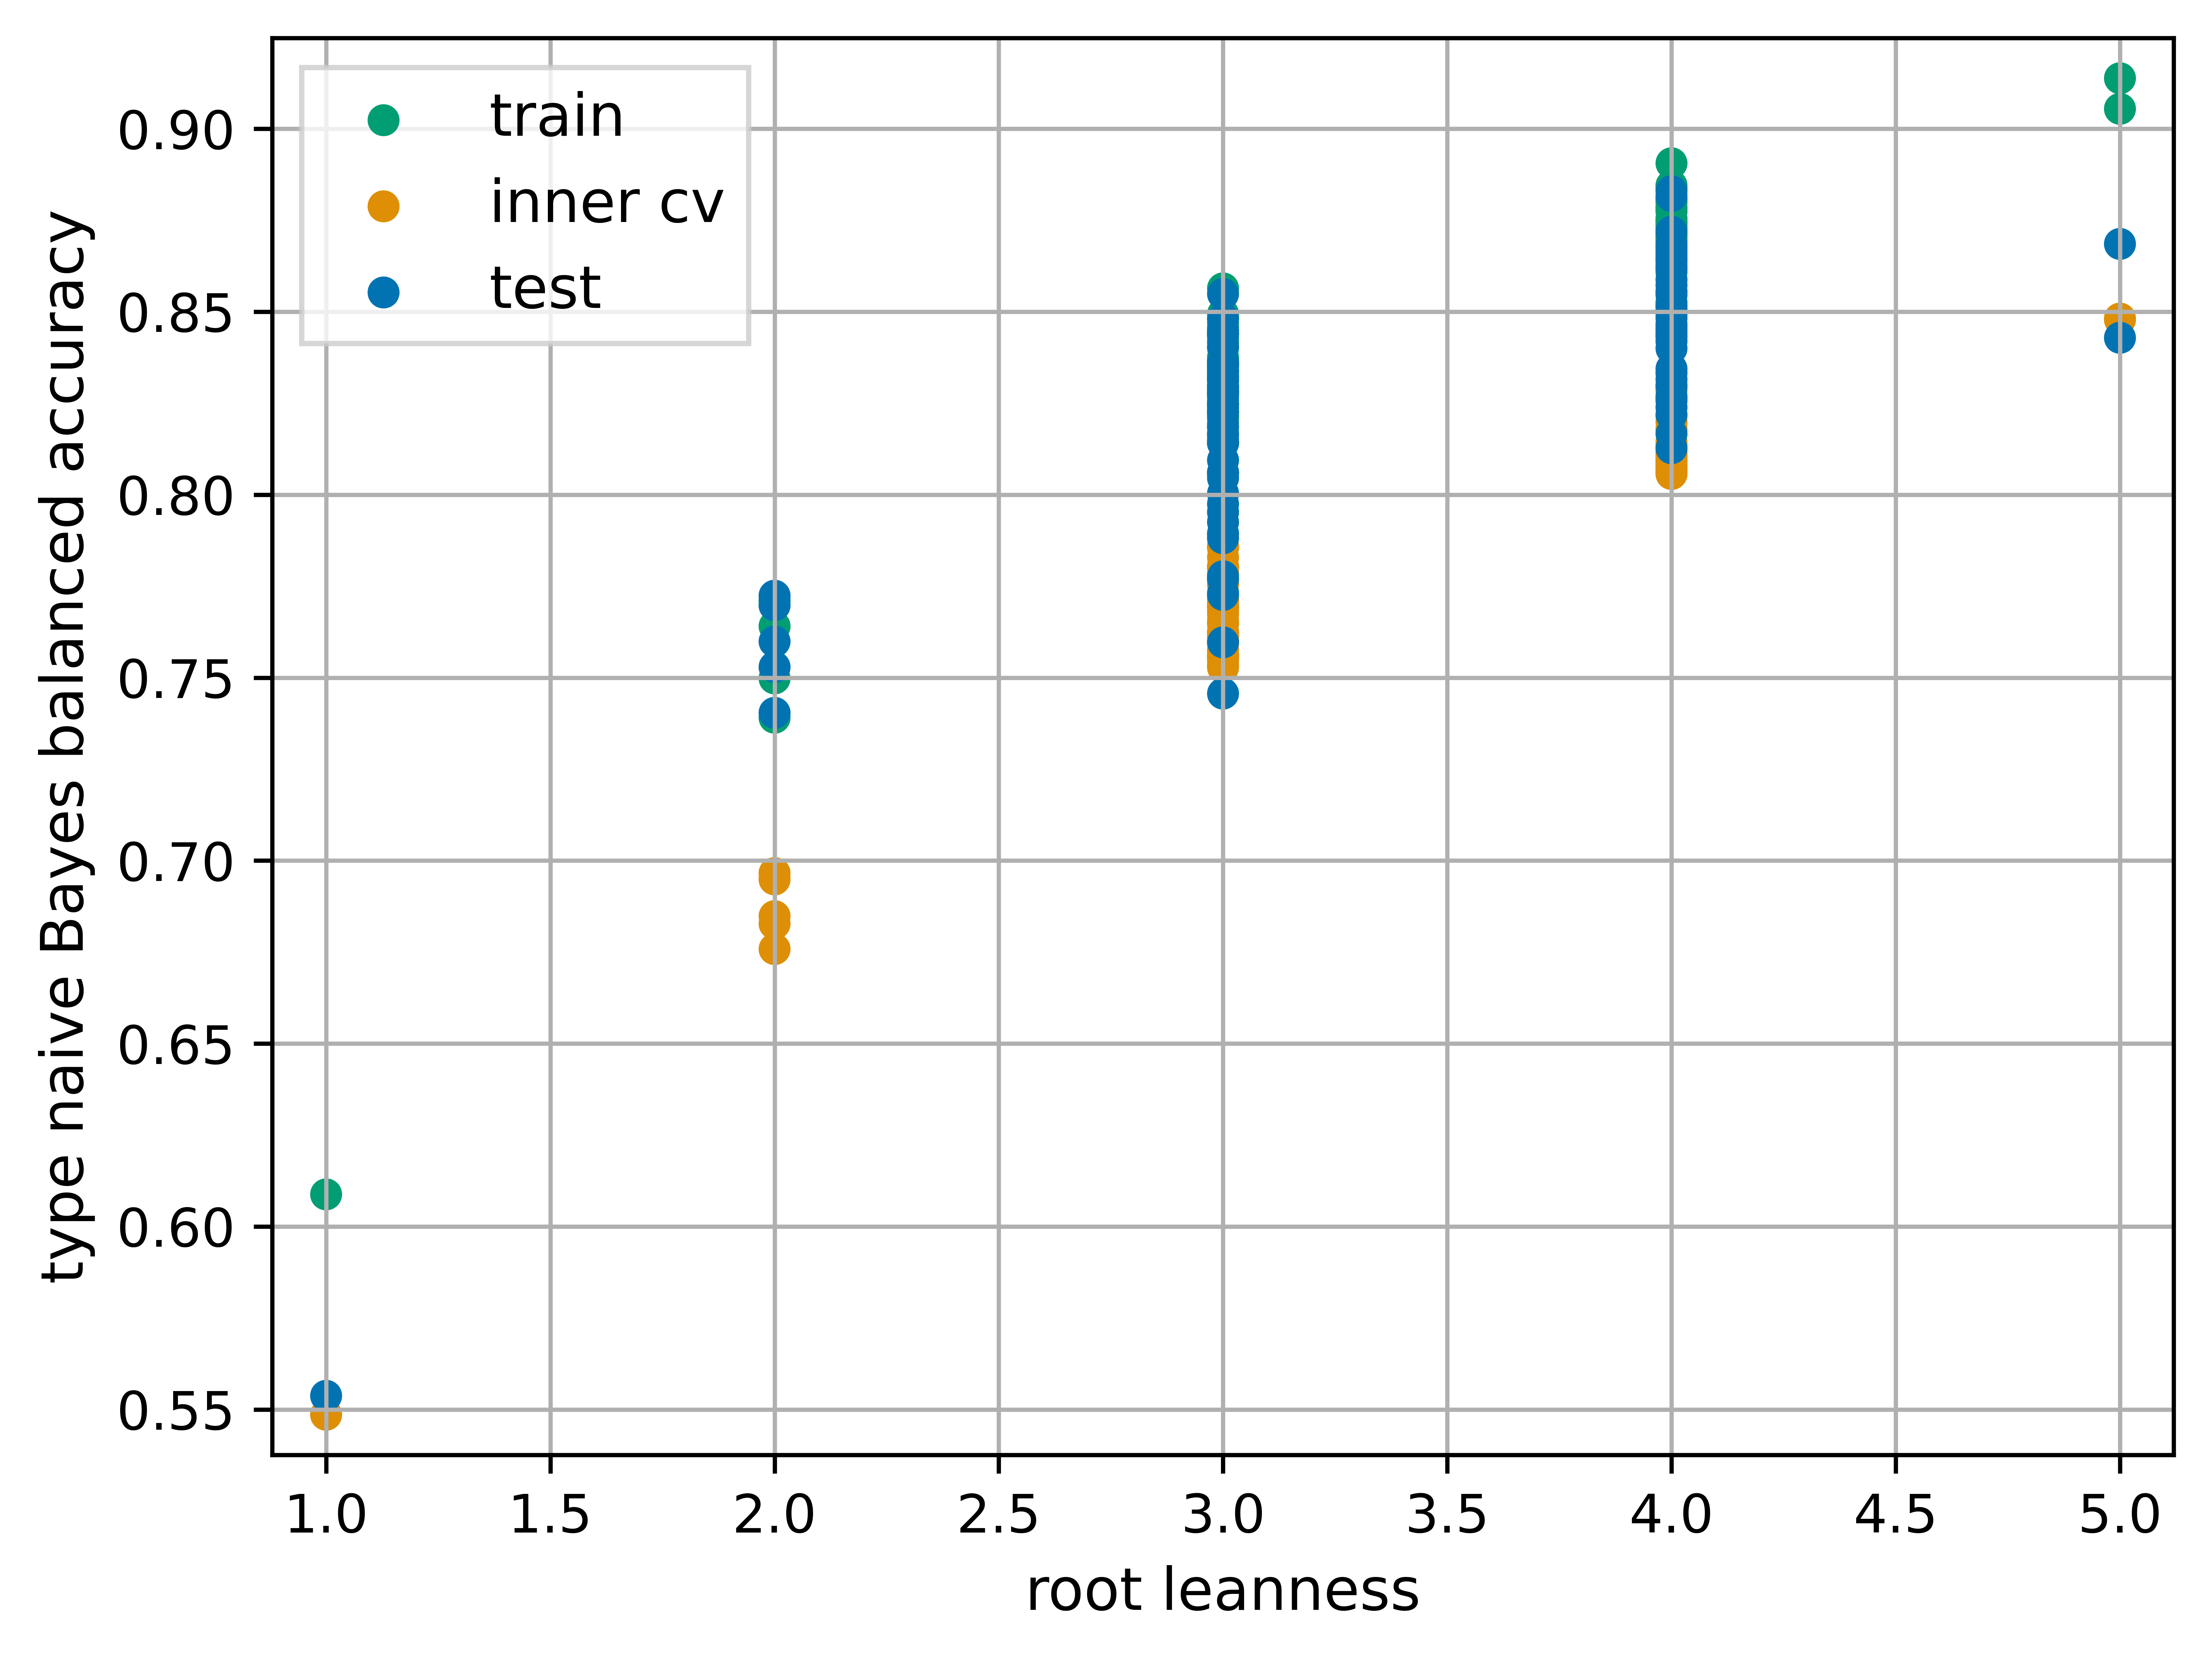 train
inner cv
test
0.90
0.85
0.80
0.75
0.70
0.65
0.60
0.55
type naive Bayes balanced accuracy
1.0 1.5 2.0 2.5 3.0 3.5 4.0 4.5 5.0
root leanness